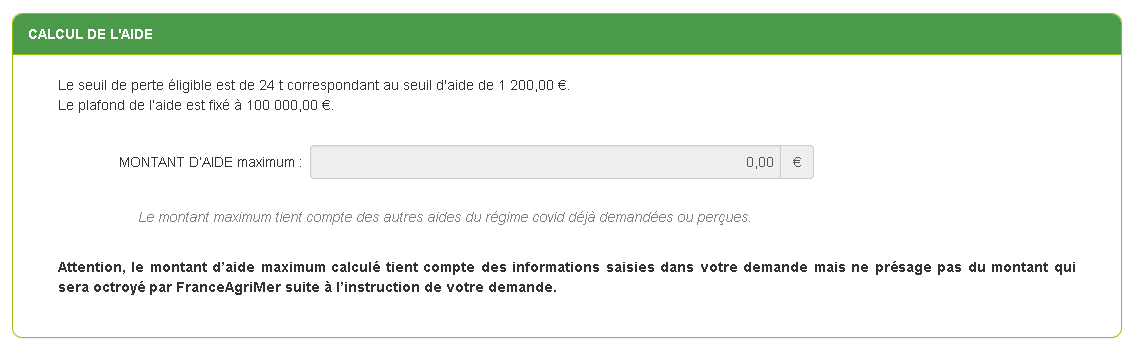 CALCUL DE L'AIDE
Le seuil de perte éligible est de 24 t correspondant au seuil d'aide de 1 200,00 €.
Le plafond de l'aide est fixé à 100 000,00 €.
MONTANT D'AIDE maximum : 0,00 €
Le montant maximum tient compte des autres aides du régime covid déjà demandées ou perçues.
Attention, le montant d'aide maximum calculé tient compte des informations saisies dans votre demande mais ne présage pas du montant qui
sera octroyé par FranceAgriMer suite à l'instruction de votre demande.